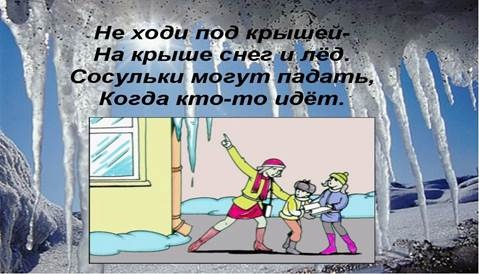 Не ходи под крышей-
На крыше снег и лёд.
Сосульки могут падать,
Когда кто-то идёт.